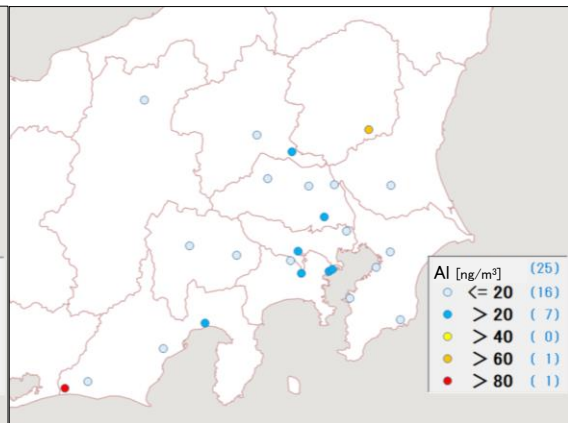 Al [ng/m³] (25)
<= 20 (16)
> 20 ( 7)
> 40 ( 0)
> 60 ( 1)
> 80 ( 1)